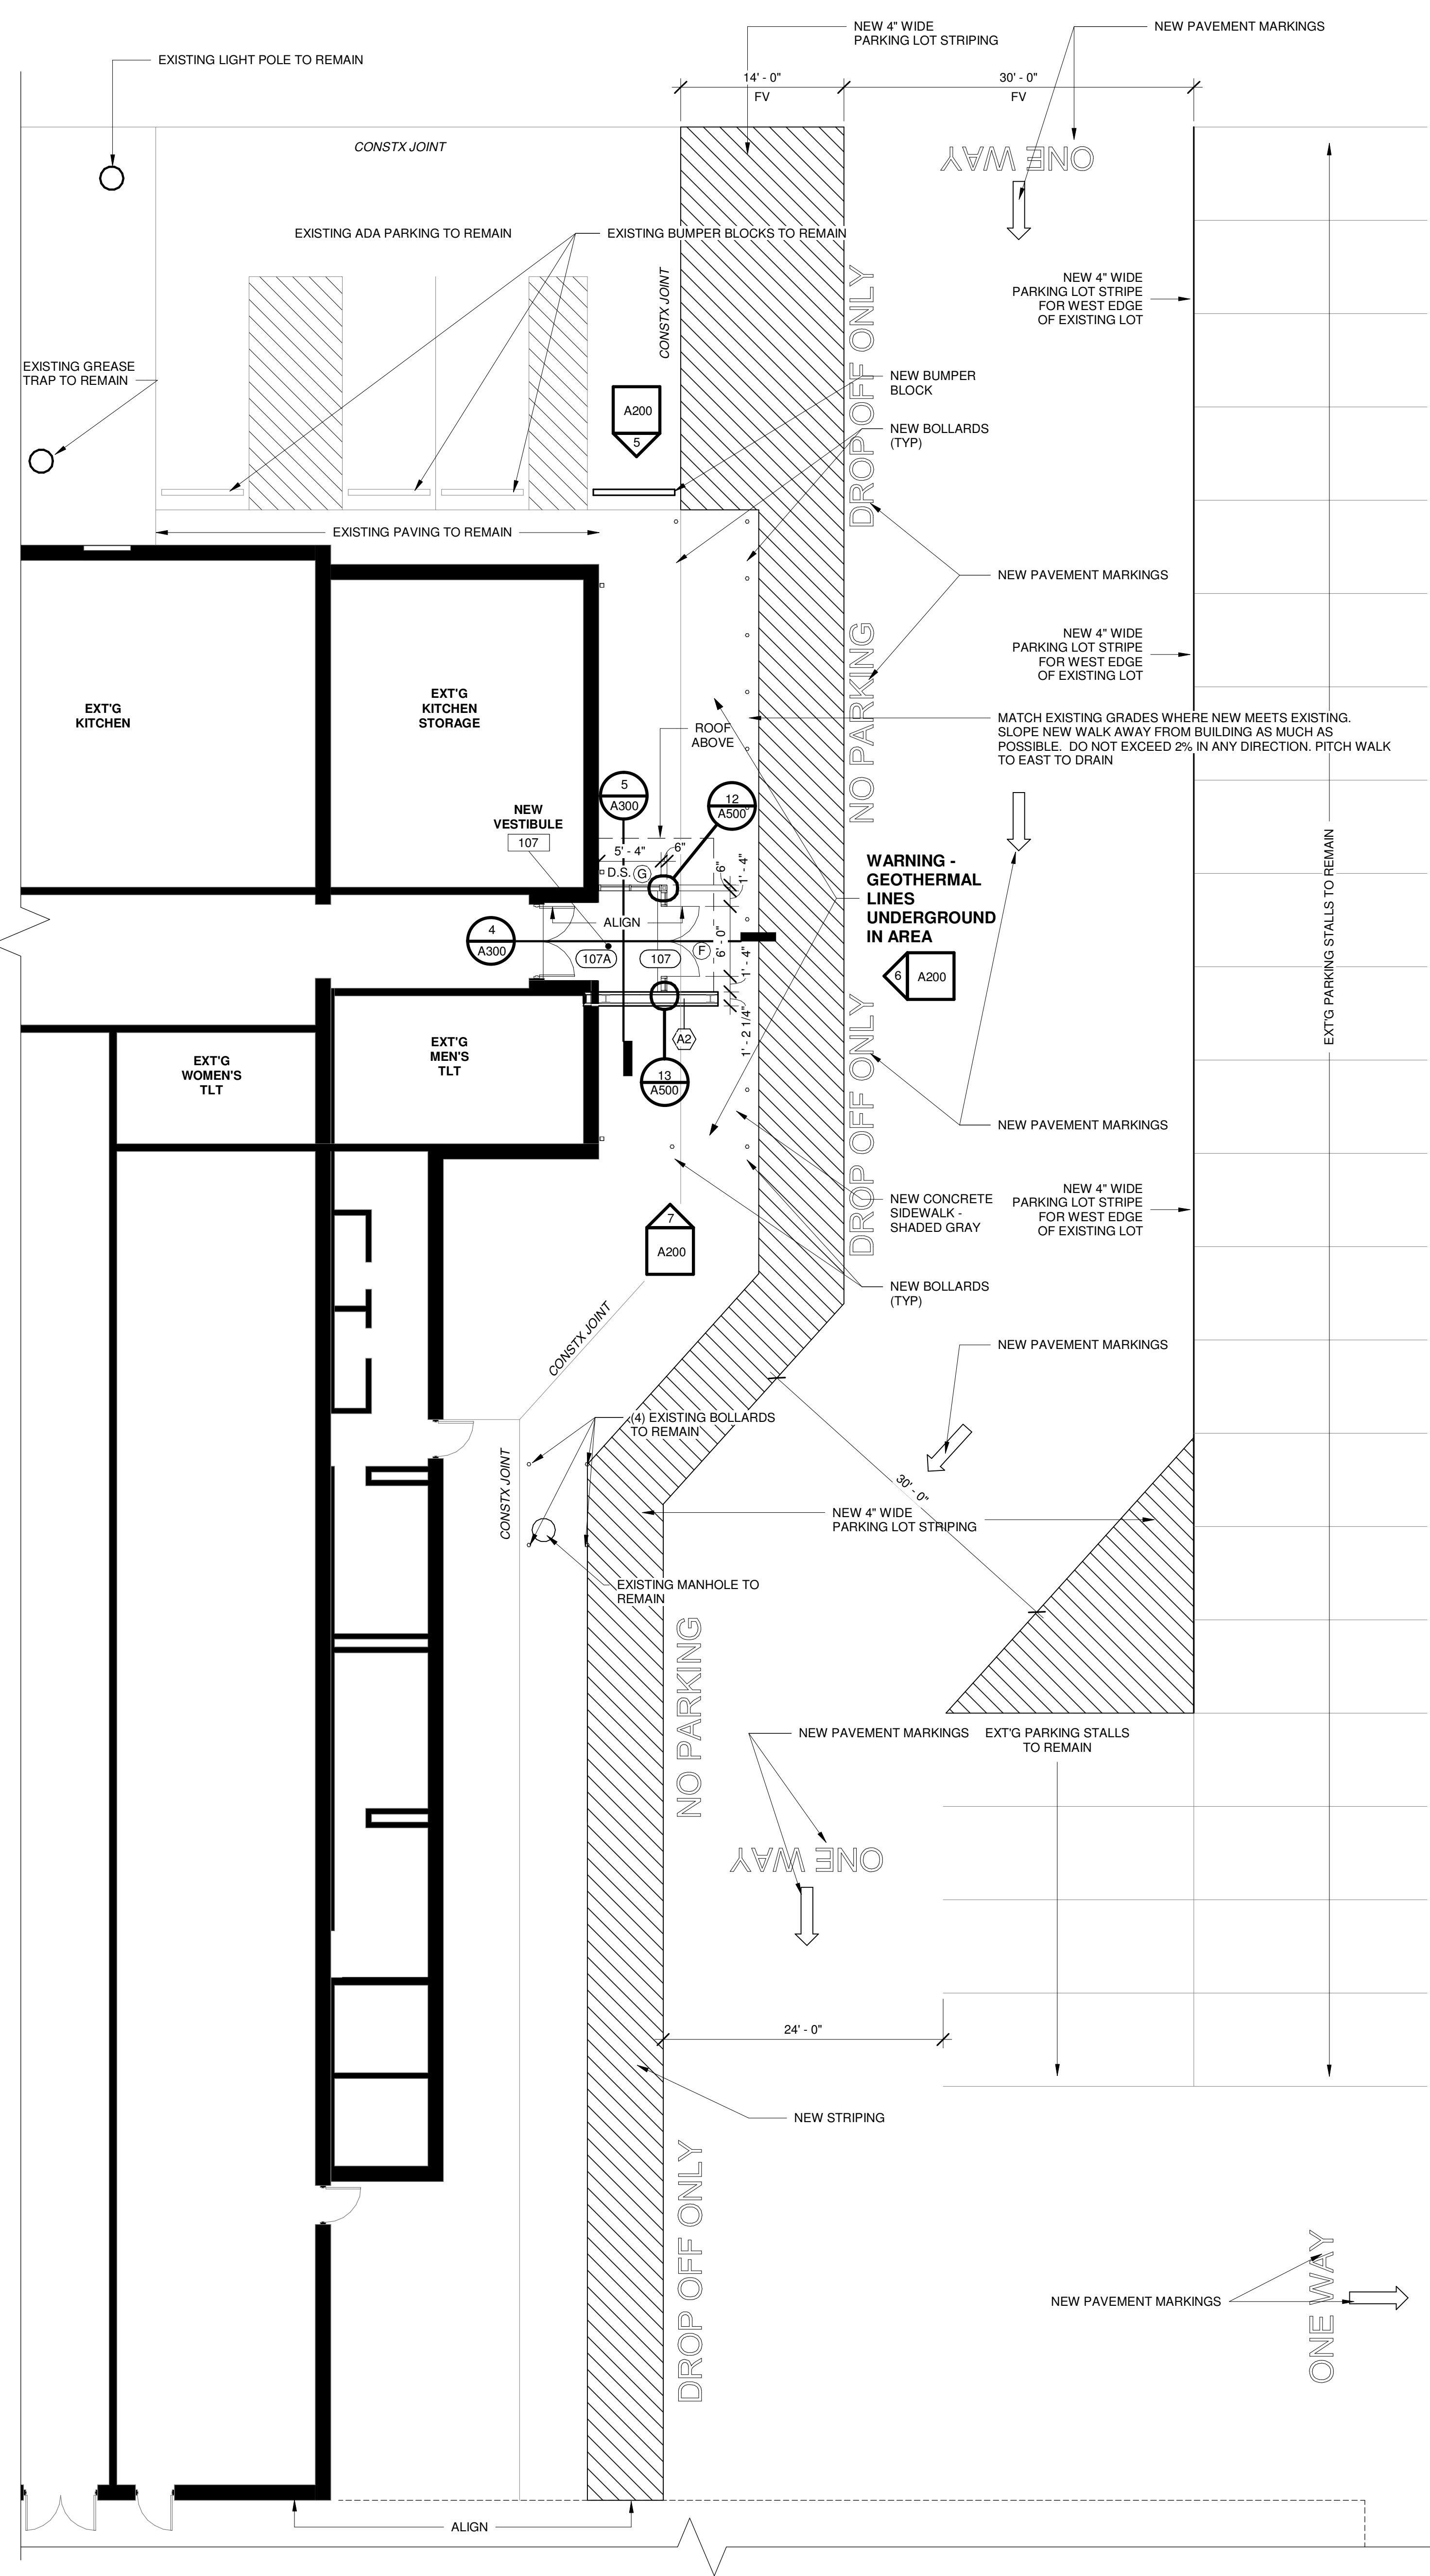 NEW 4" WIDE
PARKING LOT STRIPING
NEW PAVEMENT MARKINGS
EXISTING LIGHT POLE TO REMAIN
14' - 0"
FV
30' - 0"
FV
CONSTX JOINT
ONE WAY
EXISTING ADA PARKING TO REMAIN
EXISTING BUMPER BLOCKS TO REMAIN
CONSTX JOINT
DROP OFF ONLY
NEW 4" WIDE
PARKING LOT STRIPE
FOR WEST EDGE
OF EXISTING LOT
EXISTING GREASE
TRAP TO REMAIN
NEW BUMPER
BLOCK
A200
5
NEW BOLLARDS
(TYP)
EXISTING PAVING TO REMAIN
NEW PAVEMENT MARKINGS
NO PARKING
NEW 4" WIDE
PARKING LOT STRIPE
FOR WEST EDGE
OF EXISTING LOT
EXT'G
KITCHEN
EXT'G
KITCHEN
STORAGE
ROOF
ABOVE
MATCH EXISTING GRADES WHERE NEW MEETS EXISTING.
SLOPE NEW WALK AWAY FROM BUILDING AS MUCH AS
POSSIBLE. DO NOT EXCEED 2% IN ANY DIRECTION. PITCH WALK
TO EAST TO DRAIN
5
A300
12
A500
NEW
VESTIBULE
107
5' - 4"
6"
6"
1' - 4"
D.S.
G
WARNING -
GEOTHERMAL
LINES
UNDERGROUND
IN AREA
EXT'G PARKING STALLS TO REMAIN
ALIGN
4
A300
107A
107
F
6' - 0"
1' - 4"
6
A200
1' - 2 1/4"
A2
EXT'G
WOMEN'S
TLT
EXT'G
MEN'S
TLT
13
A500
DROP OFF ONLY
NEW PAVEMENT MARKINGS
NEW CONCRETE
SIDEWALK -
SHADED GRAY
NEW 4" WIDE
PARKING LOT STRIPE
FOR WEST EDGE
OF EXISTING LOT
7
A200
NEW BOLLARDS
(TYP)
CONSTX JOINT
NEW PAVEMENT MARKINGS
(4) EXISTING BOLLARDS
TO REMAIN
CONSTX JOINT
30' - 0"
NEW 4" WIDE
PARKING LOT STRIPING
EXISTING MANHOLE TO
REMAIN
NO PARKING
NEW PAVEMENT MARKINGS
EXT'G PARKING STALLS
TO REMAIN
ONE WAY
24' - 0"
NEW STRIPING
DROP OFF ONLY
NEW PAVEMENT MARKINGS
ONE WAY
ALIGN